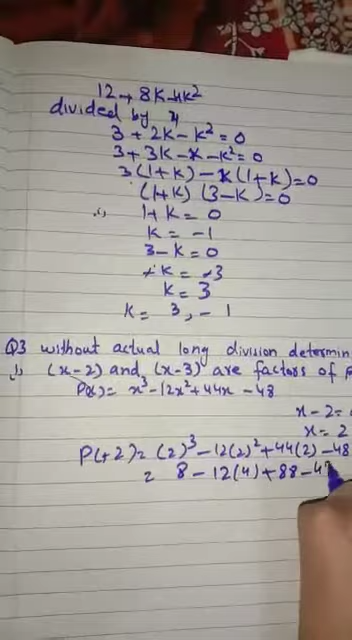 12 + 8K - 4K²
divided by 4
3 + 2K - K² = 0
3 + 3K - K - K² = 0
3(1+K) - K(1+K) = 0
(1+K) (3-K) = 0
∴ 1 + K = 0
K = -1
3 - K = 0
K = -3
K = 3
K = 3, -1
Q3 without actual long division determin
i) (x-2) and (x-3) are factors of P
P(x) = x³ - 12x² + 44x - 48
x - 2 =
x = 2
P(+2) = (2)³ - 12(2)² + 44(2) - 48
= 8 - 12(4) + 88 - 4